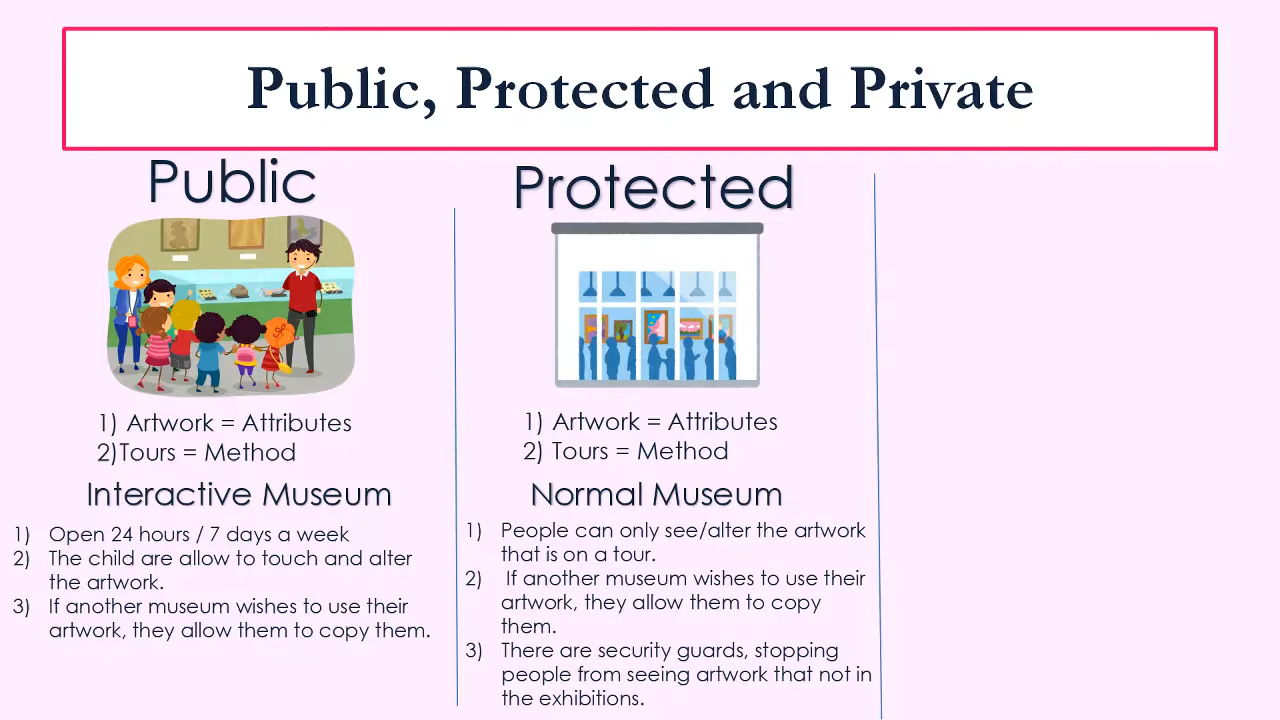 Public, Protected and Private
Public
1) Artwork = Attributes
2)Tours = Method
Interactive Museum
1) Open 24 hours / 7 days a week
2) The child are allow to touch and alter
the artwork.
3) If another museum wishes to use their
artwork, they allow them to copy them.
Protected
1) Artwork = Attributes
2) Tours = Method
Normal Museum
1) People can only see/alter the artwork
that is on a tour.
2) If another museum wishes to use their
artwork, they allow them to copy
them.
3) There are security guards, stopping
people from seeing artwork that not in
the exhibitions.